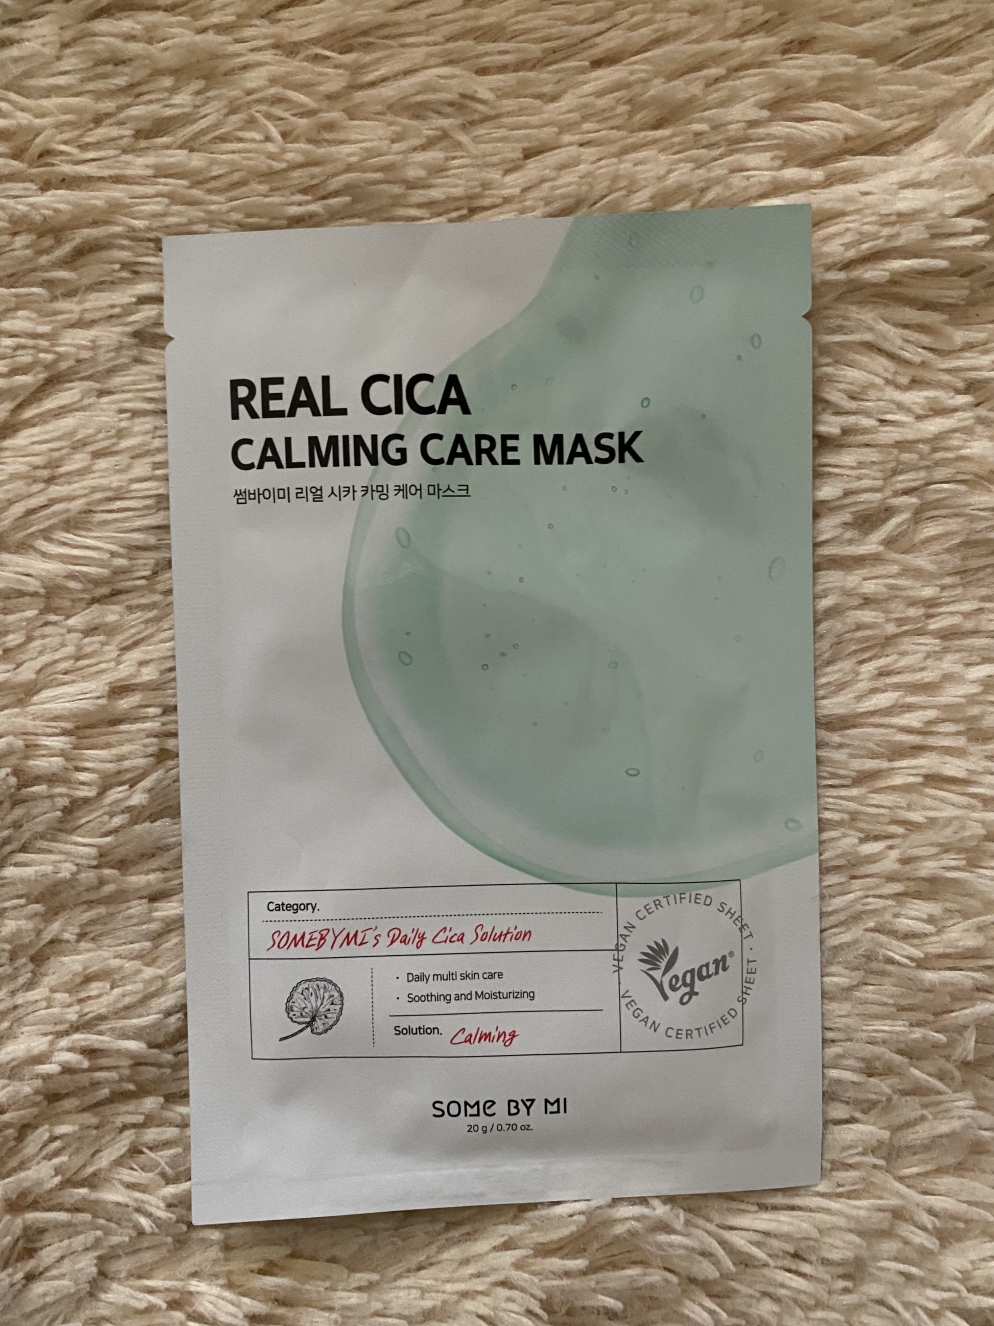 REAL CICA
CALMING CARE MASK
썸바이미 리얼 시카 카밍 케어 마스크
Category.
SOMEBYMI's Daily Cica Solution
· Daily multi skin care
· Soothing and Moisturizing
Solution. Calming
VEGAN CERTIFIED SHEET ·
Vegan®
VEGAN CERTIFIED SHEET ·
SOME BY MI
20 g / 0.70 oz.